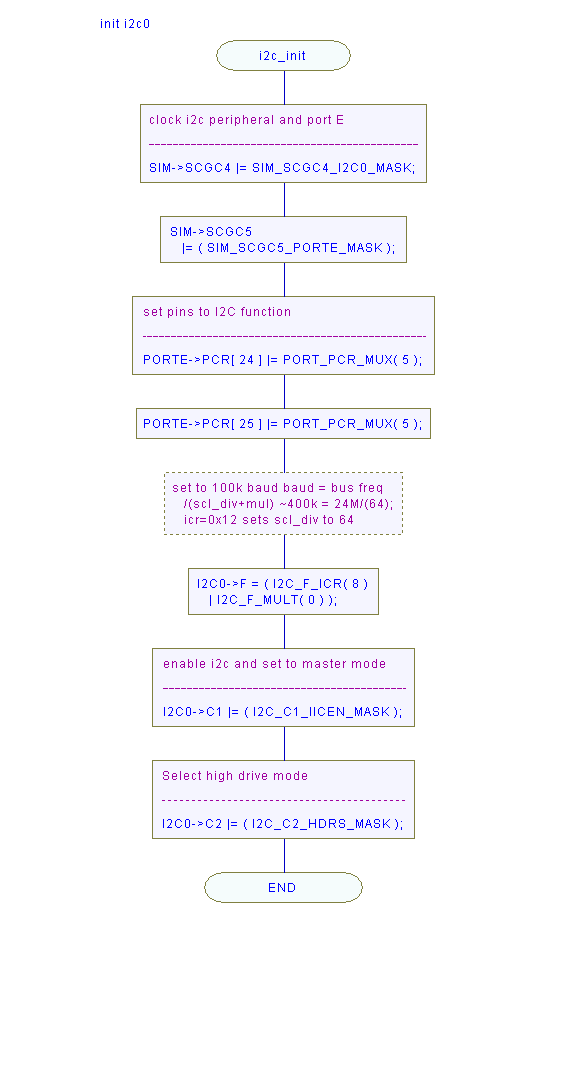 init i2c0
i2c_init
clock i2c peripheral and port E
SIM->SCGC4 |= SIM_SCGC4_I2C0_MASK;
SIM->SCGC5
|= ( SIM_SCGC5_PORTE_MASK );
set pins to I2C function
PORTE->PCR[ 24 ] |= PORT_PCR_MUX( 5 );
PORTE->PCR[ 25 ] |= PORT_PCR_MUX( 5 );
set to 100k baud baud = bus freq
/(scl_div+mul) ~400k = 24M/(64);
icr=0x12 sets scl_div to 64
I2C0->F = ( I2C_F_ICR( 8 )
| I2C_F_MULT( 0 ) );
enable i2c and set to master mode
I2C0->C1 |= ( I2C_C1_IICEN_MASK );
Select high drive mode
I2C0->C2 |= ( I2C_C2_HDRS_MASK );
END